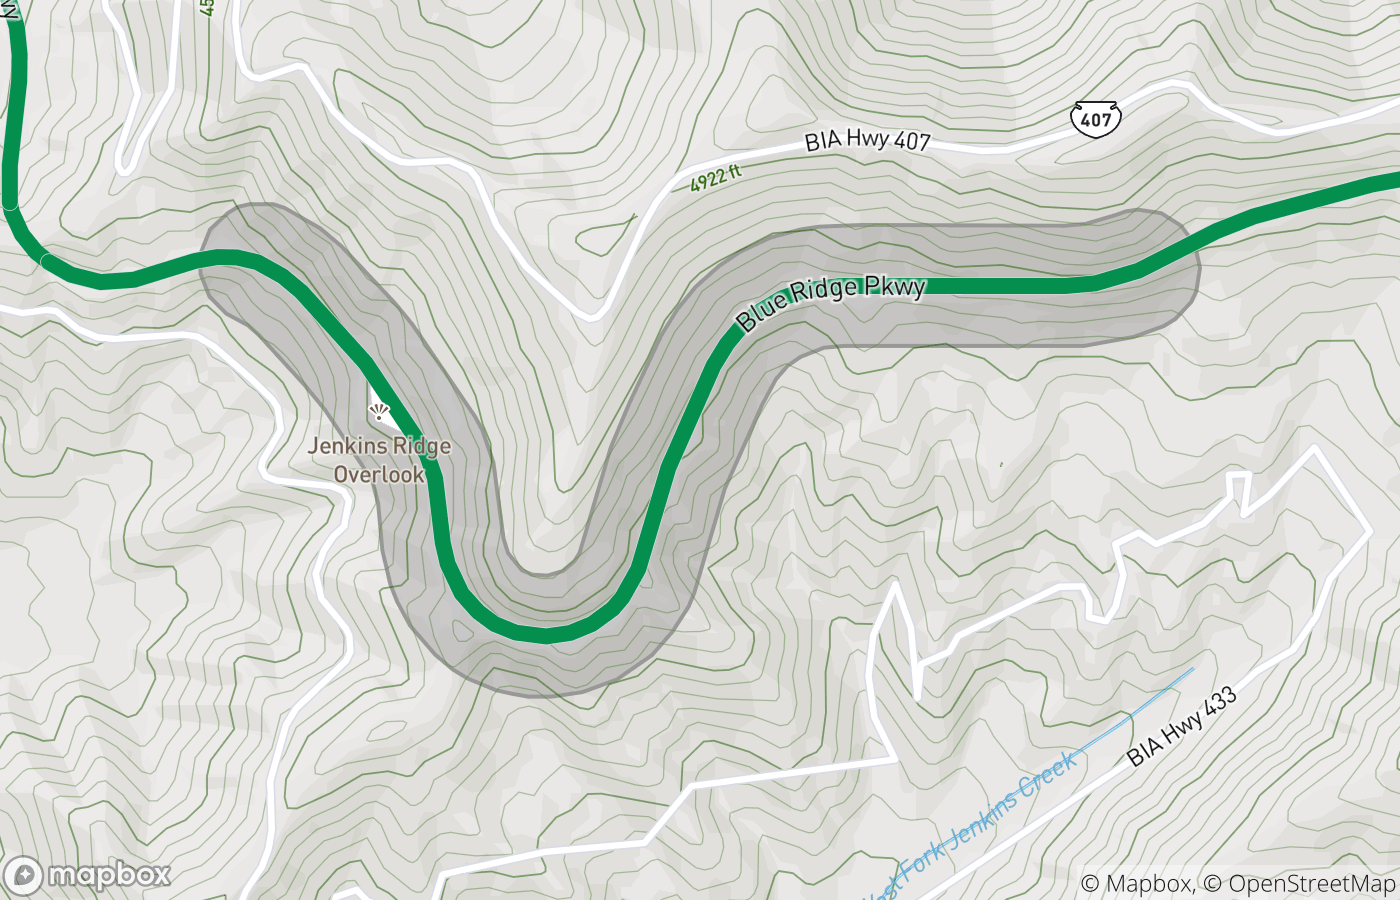 BIA Hwy 407
407
4922 ft
Blue Ridge Pkwy
Jenkins Ridge
Overlook
BIA Hwy 433
Fork Jenkins Creek
mapbox
© Mapbox, © OpenStreetMap